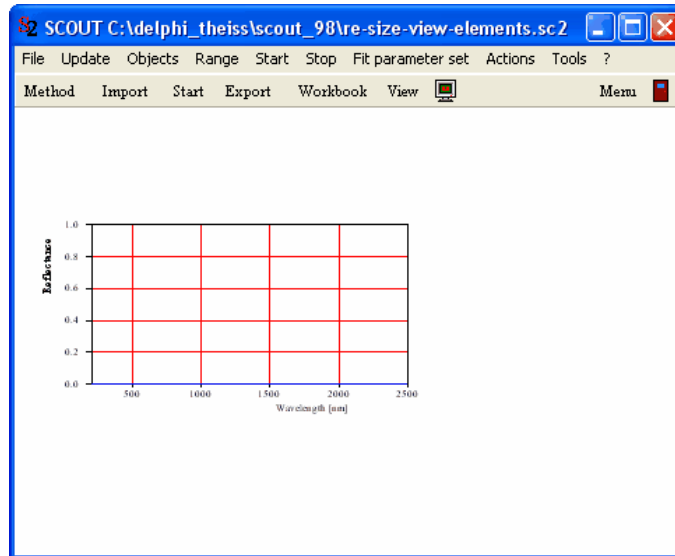 SCOUT C:\delphi_theiss\scout_98\re-size-view-elements.sc2
File Update Objects Range Start Stop Fit parameter set Actions Tools ?
Method Import Start Export Workbook View Menu
1.0
Reflectance
0.8
0.6
0.4
0.2
0.0
500 1000 1500 2000 2500
Wavelength [nm]